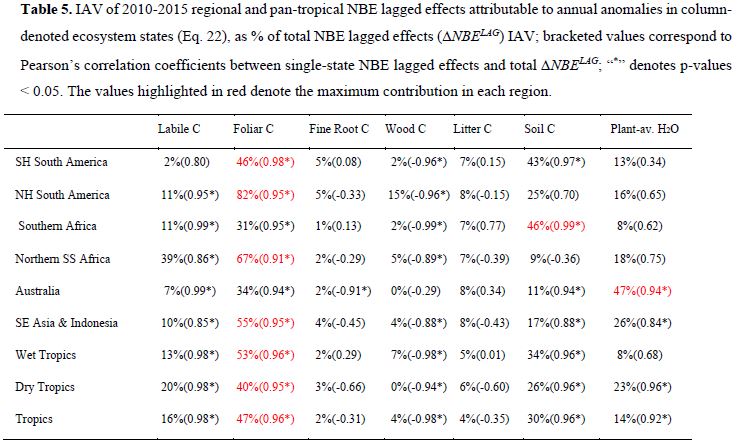 Table 5. IAV of 2010-2015 regional and pan-tropical NBE lagged effects attributable to annual anomalies in column-
denoted ecosystem states (Eq. 22), as % of total NBE lagged effects (ΔNBE^LAG) IAV; bracketed values correspond to
Pearson's correlation coefficients between single-state NBE lagged effects and total ΔNBE^LAG; “*” denotes p-values
< 0.05. The values highlighted in red denote the maximum contribution in each region.
Labile C Foliar C Fine Root C Wood C Litter C Soil C Plant-av. H2O
SH South America 2%(0.80) 46%(0.98*) 5%(0.08) 2%(-0.96*) 7%(0.15) 43%(0.97*) 13%(0.34)
NH South America 11%(0.95*) 82%(0.95*) 5%(-0.33) 15%(-0.96*) 8%(-0.15) 25%(0.70) 16%(0.65)
Southern Africa 11%(0.99*) 31%(0.95*) 1%(0.13) 2%(-0.99*) 7%(0.77) 46%(0.99*) 8%(0.62)
Northern SS Africa 39%(0.86*) 67%(0.91*) 2%(-0.29) 5%(-0.89*) 7%(-0.39) 9%(-0.36) 18%(0.75)
Australia 7%(0.99*) 34%(0.94*) 2%(-0.91*) 0%(-0.29) 8%(0.34) 11%(0.94*) 47%(0.94*)
SE Asia & Indonesia 10%(0.85*) 55%(0.95*) 4%(-0.45) 4%(-0.88*) 8%(-0.43) 17%(0.88*) 26%(0.84*)
Wet Tropics 13%(0.98*) 53%(0.96*) 2%(0.29) 7%(-0.98*) 5%(0.01) 34%(0.96*) 8%(0.68)
Dry Tropics 20%(0.98*) 40%(0.95*) 3%(-0.66) 0%(-0.94*) 6%(-0.60) 26%(0.96*) 23%(0.96*)
Tropics 16%(0.98*) 47%(0.96*) 2%(-0.31) 4%(-0.98*) 4%(-0.35) 30%(0.96*) 14%(0.92*)